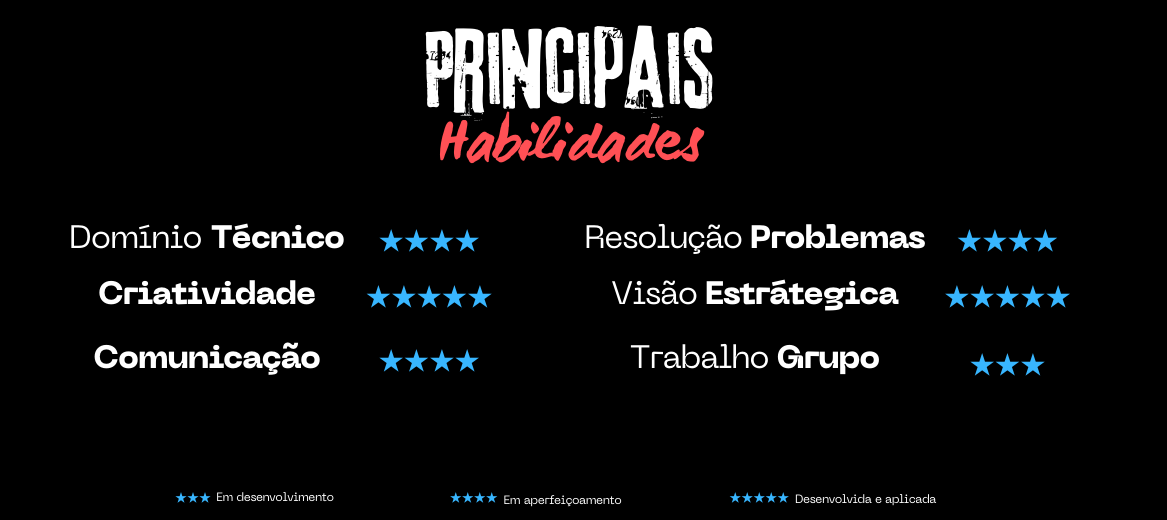 PRINCIPAIS
Habilidades
Domínio Técnico ★★★★
Resolução Problemas ★★★★
Criatividade ★★★★★
Visão Estrátegica ★★★★★
Comunicação ★★★★
Trabalho Grupo ★★★
★★★ Em desenvolvimento
★★★★ Em aperfeiçoamento
★★★★★ Desenvolvida e aplicada